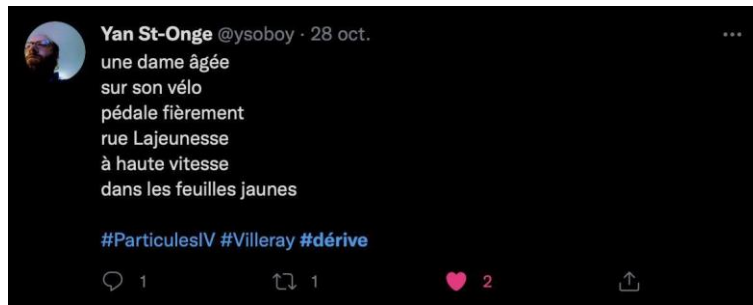 Yan St-Onge @ysoboy · 28 oct.
une dame âgée
sur son vélo
pédale fièrement
rue Lajeunesse
à haute vitesse
dans les feuilles jaunes
#ParticulesIV #Villeray #dérive
1 1 2